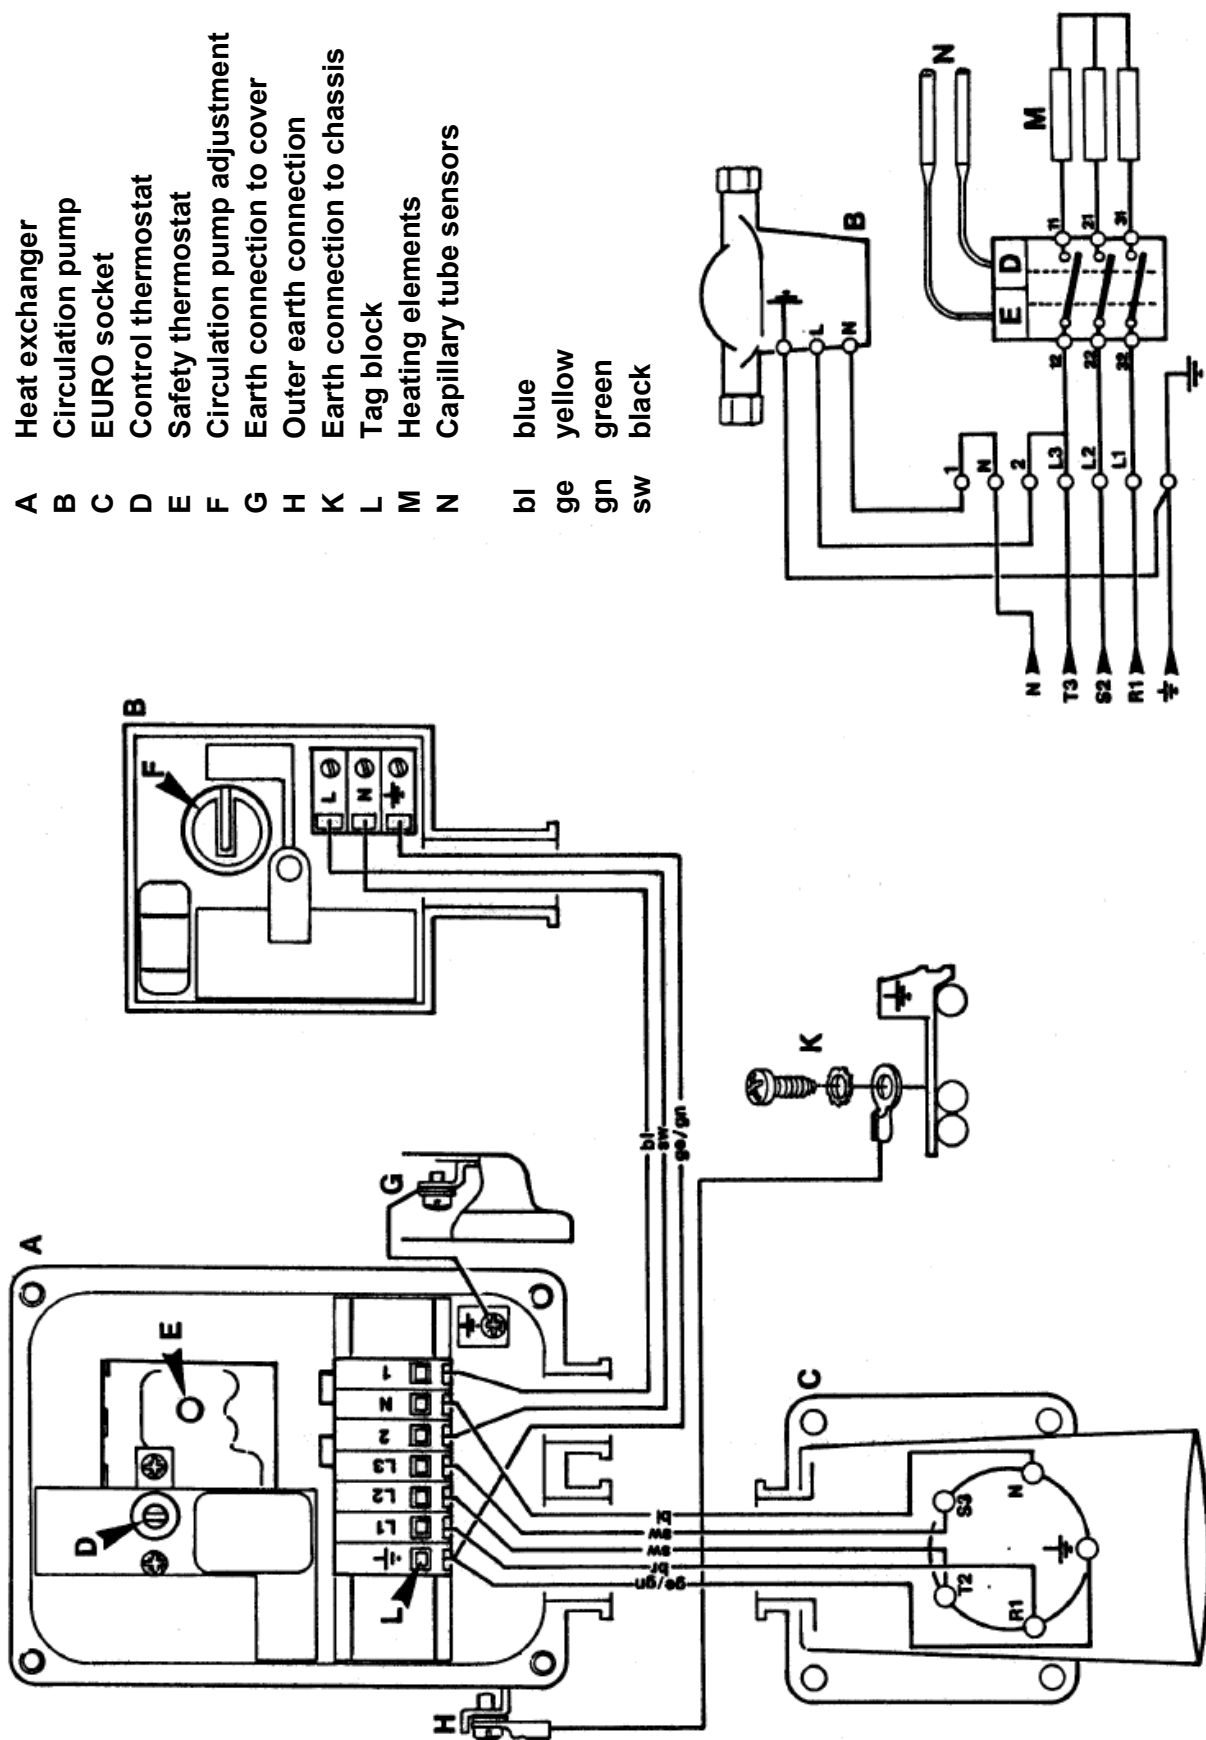 A Heat exchanger
B Circulation pump
C EURO socket
D Control thermostat
E Safety thermostat
F Circulation pump adjustment
G Earth connection to cover
H Outer earth connection
K Earth connection to chassis
L Tag block
M Heating elements
N Capillary tube sensors
bl blue
ge yellow
gn green
sw black
A
D
E
L
L1 L2 L3 2 N 1
G
H
B
F
L
N
bl
sw
ge/gn
K
C
bl
sw
sw
br
ge/gn
R1
T2
S3
N
B
L
N
N
T3
S2
R1
1
N
2
L3
L2
L1
E
D
12
22
32
11
21
31
M
N